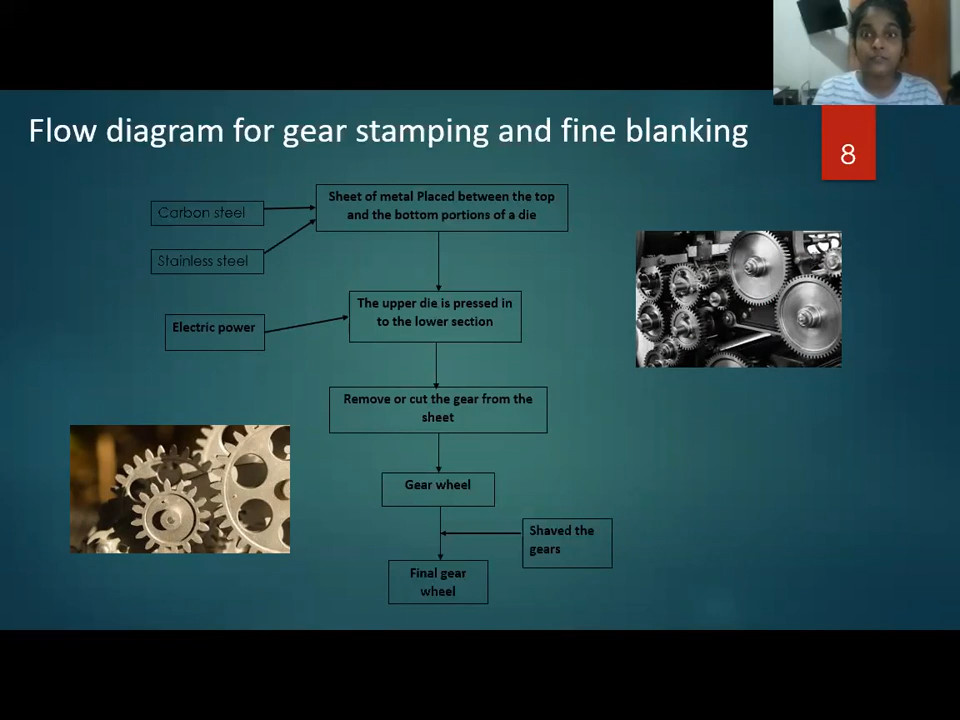 Flow diagram for gear stamping and fine blanking
8
Carbon steel
Stainless steel
Sheet of metal Placed between the top
and the bottom portions of a die
Electric power
The upper die is pressed in
to the lower section
Remove or cut the gear from the
sheet
Gear wheel
Shaved the
gears
Final gear
wheel